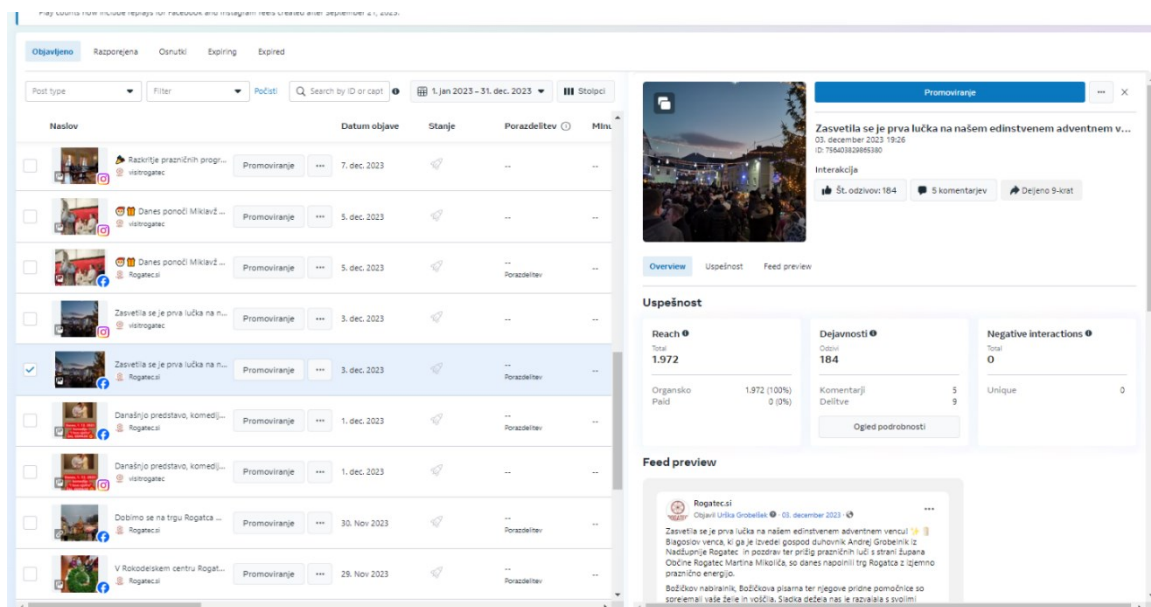 Play counts now include replays for Facebook and Instagram reels created after September 21, 2023.
Objavljeno Razporejena Osnutki Expiring Expired
Post type Filter Počisti Search by ID or capt 1. jan 2023 – 31. dec. 2023 Stolpci
Naslov Datum objave Stanje Porazdelitev Minu
Razkritje prazničnih progr... Promoviranje ... 7. dec. 2023 --
visitrogatec
Danes ponoči Miklavž ... Promoviranje ... 5. dec. 2023 -- --
visitrogatec
Danes ponoči Miklavž ... Promoviranje ... 5. dec. 2023 -- --
Rogatec.si Porazdelitev
Zasvetila se je prva lučka na n... Promoviranje ... 3. dec. 2023 -- --
visitrogatec
Zasvetila se je prva lučka na n... Promoviranje ... 3. dec. 2023 -- --
Rogatec.si Porazdelitev
Današnjo predstavo, komedij... Promoviranje ... 1. dec. 2023 -- --
Rogatec.si Porazdelitev
Današnjo predstavo, komedij... Promoviranje ... 1. dec. 2023 -- --
visitrogatec
Dobimo se na trgu Rogatca ... Promoviranje ... 30. Nov 2023 -- --
Rogatec.si Porazdelitev
V Rokodelskem centru Rogat... Promoviranje ... 29. Nov 2023 -- --
Rogatec.si Porazdelitev
Promoviranje ... ×
Zasvetila se je prva lučka na našem edinstvenem adventnem v...
03. december 2023 19:26
Interakcija
Št. odzivov: 184 5 komentarjev Deljeno 9-krat
Overview Uspešnost Feed preview
Uspešnost
Reach Dejavnosti Negative interactions
Total Odzivi Total
1.972 184 0
Organsko 1.972 (100%) Komentarji 5 Unique 0
Paid 0 (0%) Delitve 9
Ogled podrobnosti
Feed preview
Rogatec.si ...
Objavil Urška Grobelšek · 03. december 2023 ·
Zasvetila se je prva lučka na našem edinstvenem adventnem vencu!
Blagoslov venca, ki ga je izvedel gospod duhovnik Andrej Grobelnik iz
Nadžupnije Rogatec in pozdrav ter prižig prazničnih luči s strani župana
Občine Rogatec Martina Mikoliča, so danes napolnili trg Rogatca z izjemno
praznično energijo.
Božičkov nabiralnik, Božičkova pisarna ter njegove pridne pomočnice so
sprejemali vaše želje in voščila. Sladka dežela nas je razvajala s svojimi